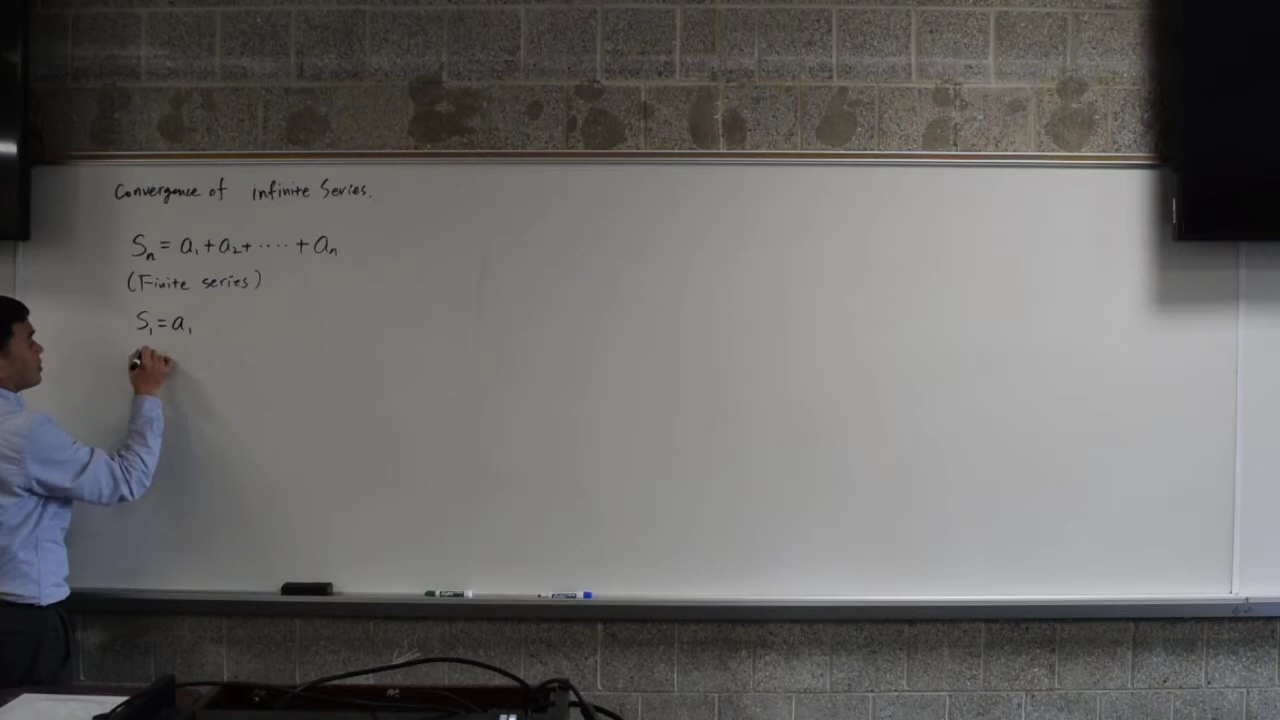 Convergence of infinite Series.
Sₙ = a₁ + a₂ + ····· + aₙ
(Finite series)
S₁ = a₁